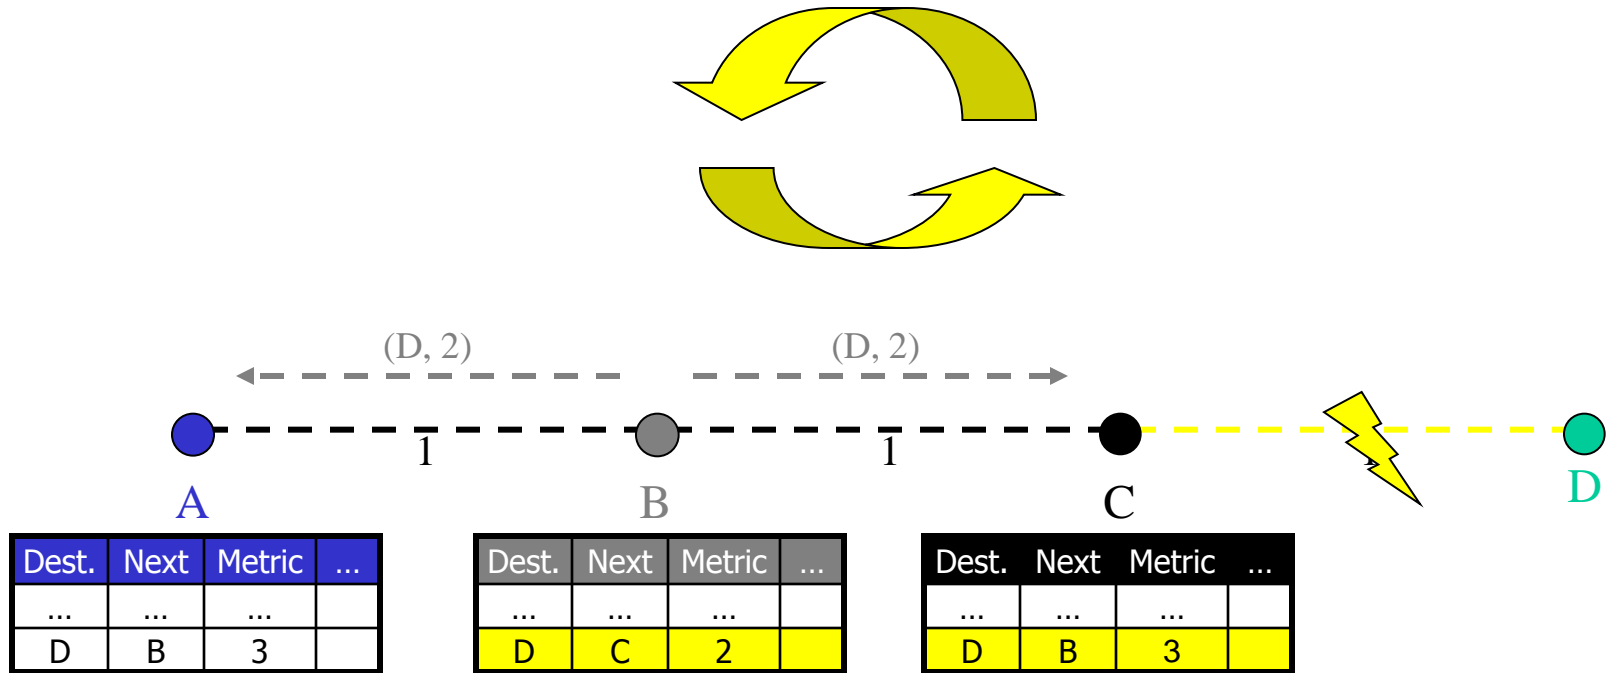 (D, 2) (D, 2)
1 1
A B C D
Dest. Next Metric ...
... ... ...
D B 3
Dest. Next Metric ...
... ... ...
D C 2
Dest. Next Metric ...
... ... ...
D B 3